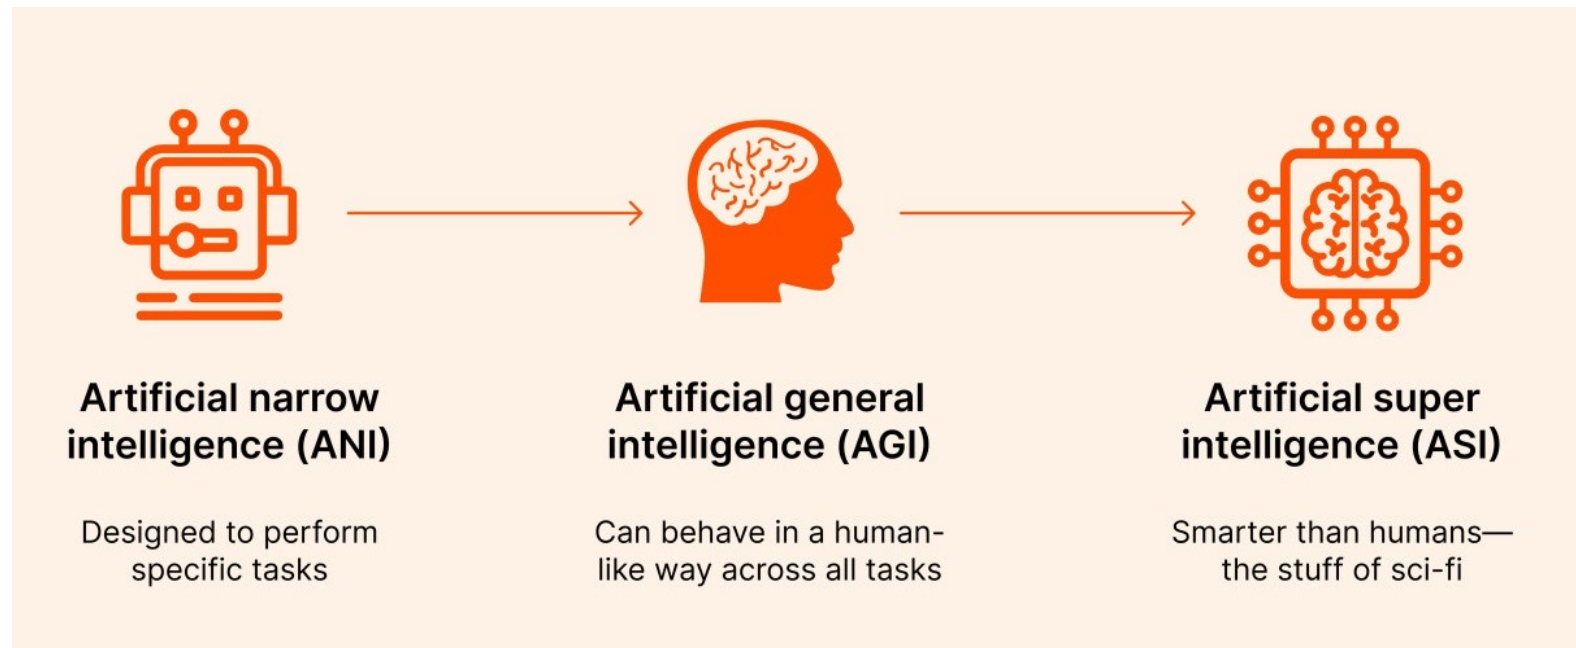 Artificial narrow
intelligence (ANI)
Designed to perform
specific tasks
Artificial general
intelligence (AGI)
Can behave in a human-
like way across all tasks
Artificial super
intelligence (ASI)
Smarter than humans—
the stuff of sci-fi